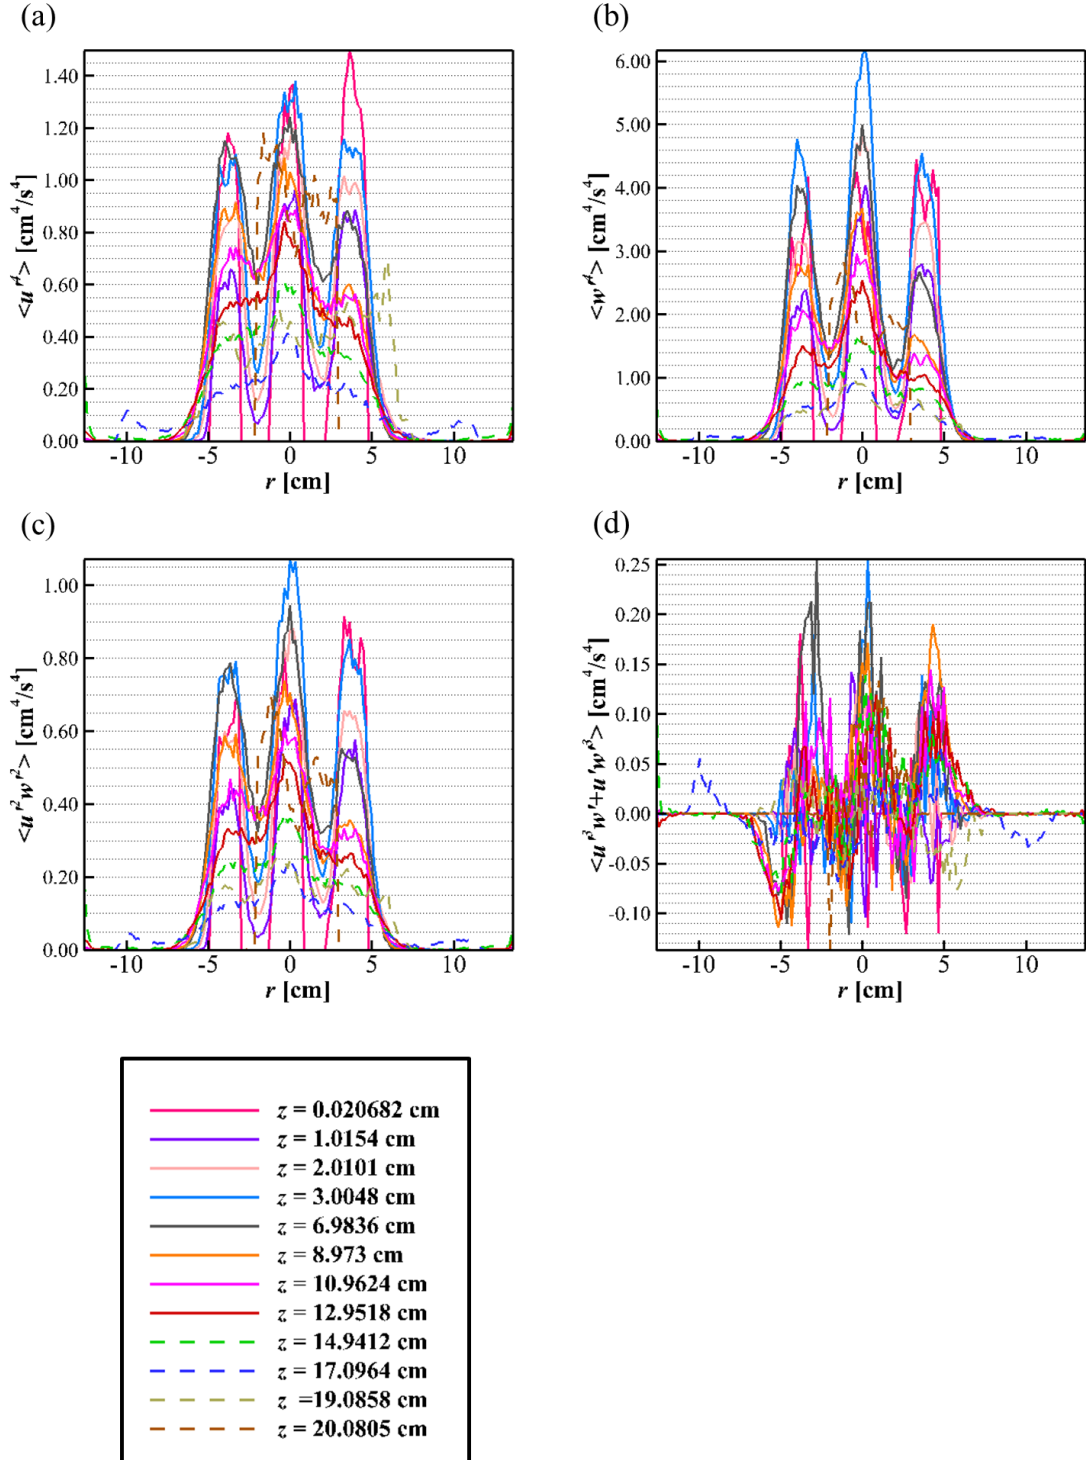 (a)
(b)
1.40
1.20
1.00
0.80
0.60
0.40
0.20
0.00
<u'⁴> [cm⁴/s⁴]
-10 -5 0 5 10
r [cm]
6.00
5.00
4.00
3.00
2.00
1.00
0.00
<w'⁴> [cm⁴/s⁴]
-10 -5 0 5 10
r [cm]
(c)
(d)
1.00
0.80
0.60
0.40
0.20
0.00
<u'²w'²> [cm⁴/s⁴]
-10 -5 0 5 10
r [cm]
0.25
0.20
0.15
0.10
0.05
0.00
-0.05
-0.10
<u'³w'+u'w'³> [cm⁴/s⁴]
-10 -5 0 5 10
r [cm]
z = 0.020682 cm
z = 1.0154 cm
z = 2.0101 cm
z = 3.0048 cm
z = 6.9836 cm
z = 8.973 cm
z = 10.9624 cm
z = 12.9518 cm
z = 14.9412 cm
z = 17.0964 cm
z =19.0858 cm
z = 20.0805 cm